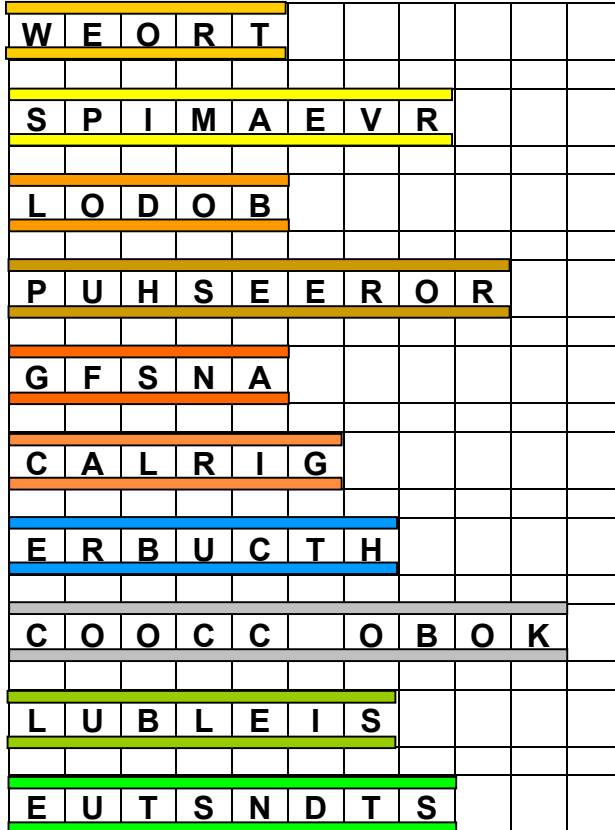 WEORT
SPIMAEVR
LODOB
PUHSEEROR
GFSNA
CALRIG
ERBUCTH
COOCC OBOK
LUBLEIS
EUTSNDTS